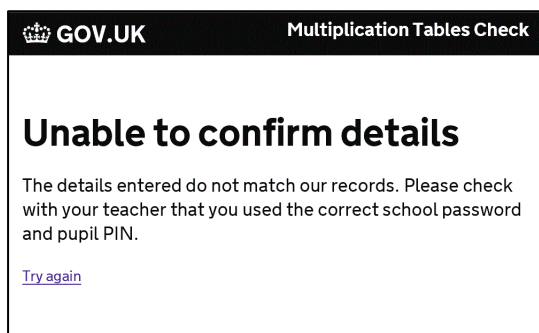 GOV.UK Multiplication Tables Check
Unable to confirm details
The details entered do not match our records. Please check
with your teacher that you used the correct school password
and pupil PIN.
Try again